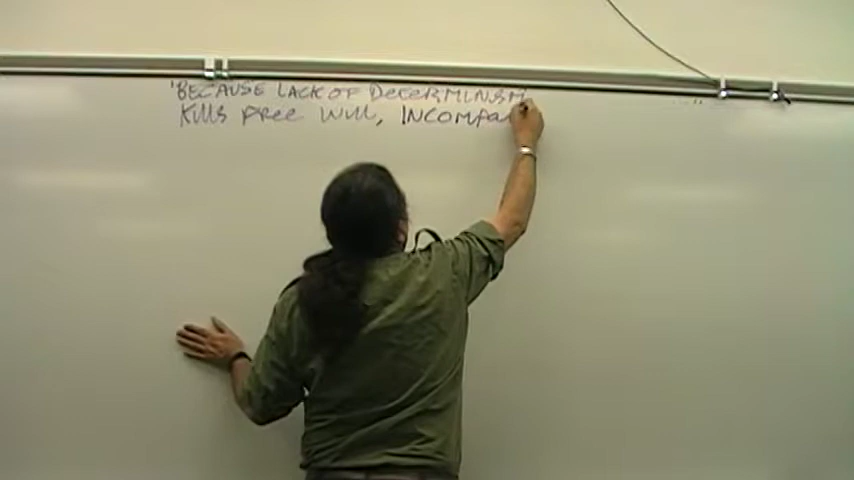 "BECAUSE LACK OF DETERMINISM
KILLS FREE WILL, INCOMPA